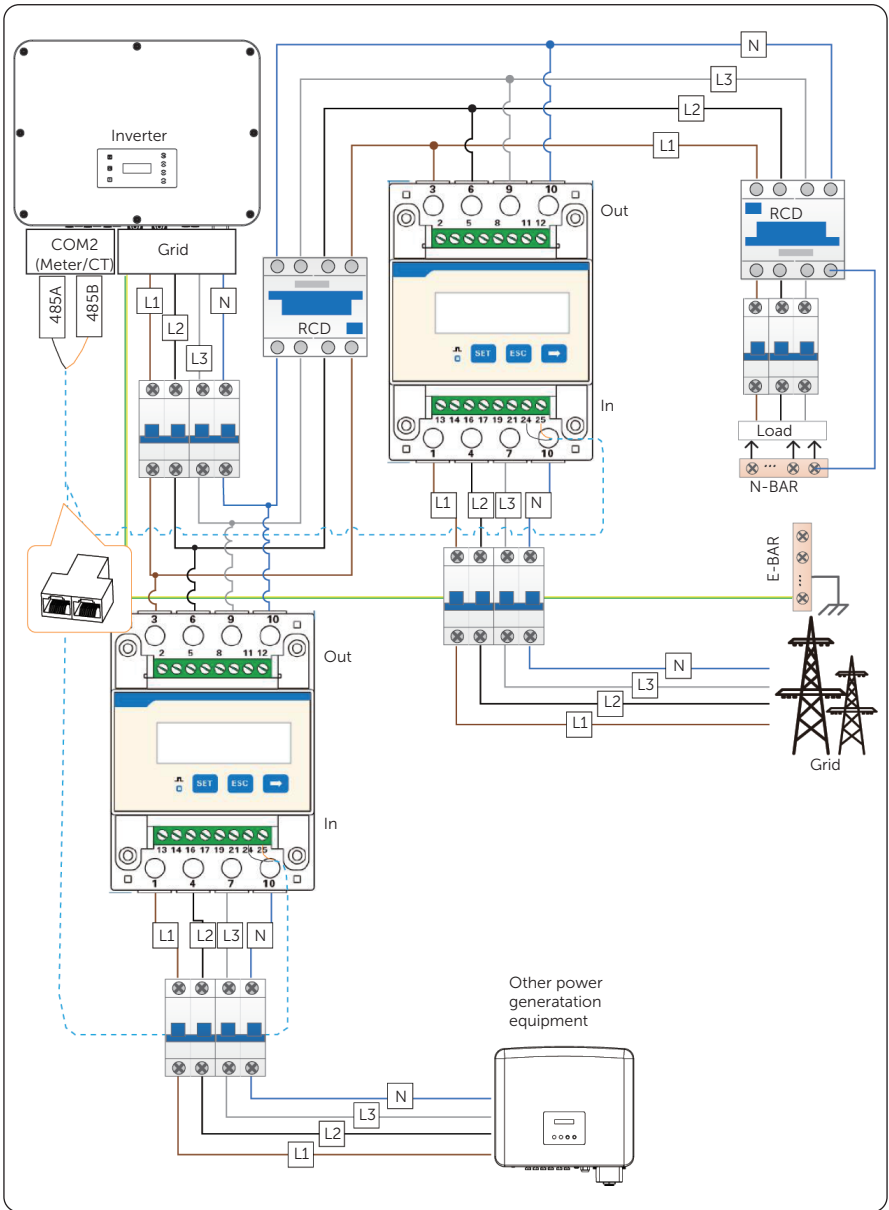 N
L3
L2
L1
Inverter
COM2
(Meter/CT)
Grid
485A
485B
L1
L2
L3
N
RCD
3 6 9 10
2 5 8 11 12
Out
SET ESC
In
13 14 16 17 19 21 24 25
1 4 7 10
L1 L2 L3 N
RCD
Load
N-BAR
E-BAR
N
L3
L2
L1
Grid
3 6 9 10
2 5 8 11 12
Out
SET ESC
In
13 14 16 17 19 21 24 25
1 4 7 10
L1 L2 L3 N
Other power
generatation
equipment
N
L3
L2
L1